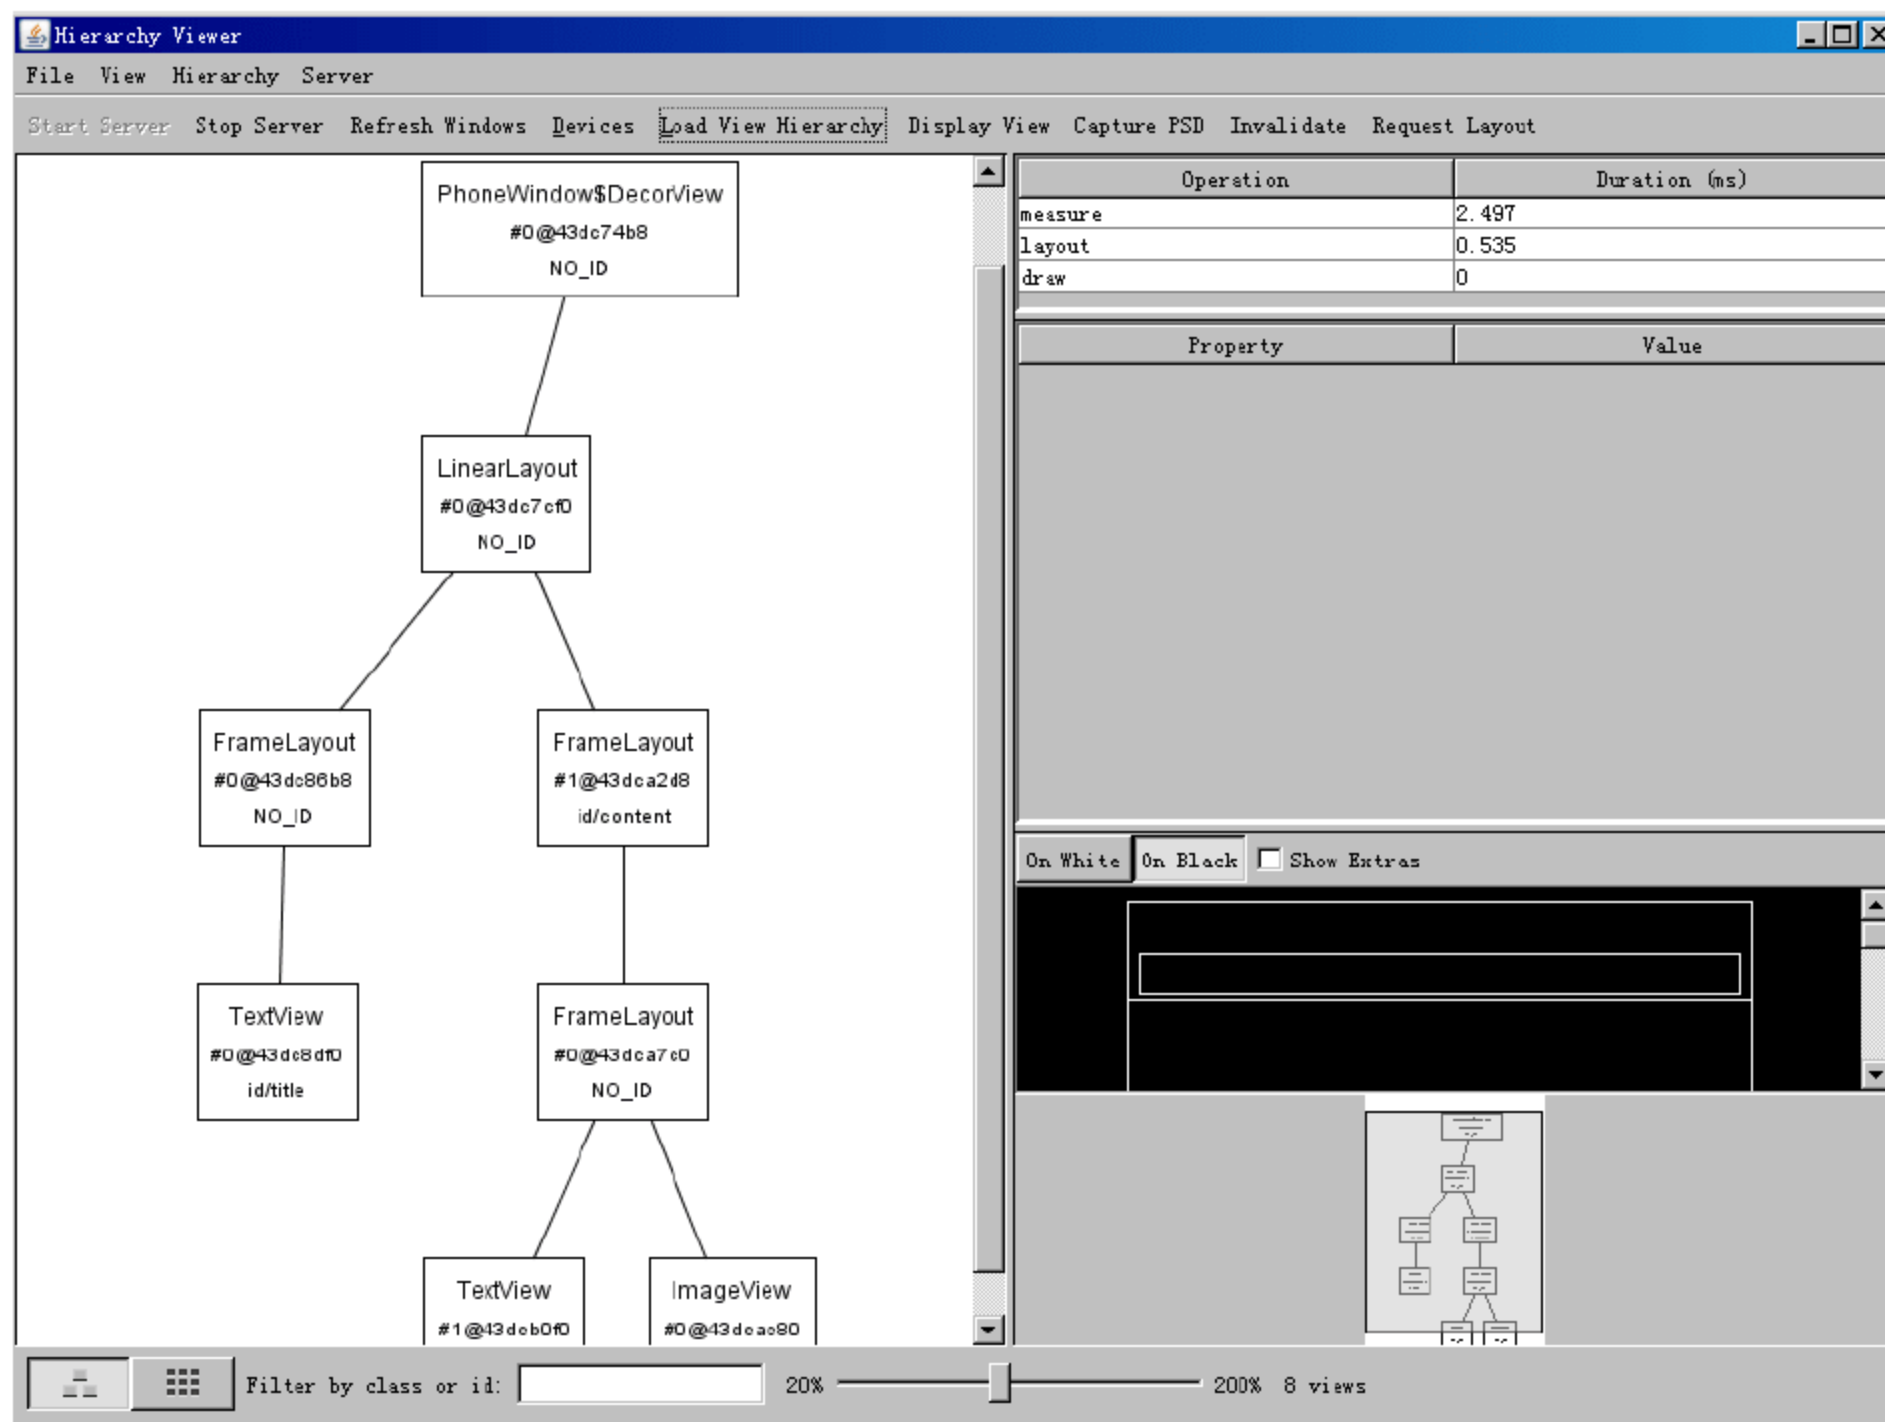 Hierarchy Viewer
File View Hierarchy Server
Start Server Stop Server Refresh Windows Devices Load View Hierarchy Display View Capture PSD Invalidate Request Layout
PhoneWindow$DecorView
#0@43dc74b8
NO_ID
LinearLayout
#0@43dc7cf0
NO_ID
FrameLayout
#0@43dc86b8
NO_ID
FrameLayout
#1@43dca2d8
id/content
TextView
#0@43dc8df0
id/title
FrameLayout
#0@43dca7c0
NO_ID
TextView
#1@43dcb0f0
ImageView
#0@43dcac80
Operation Duration (ms)
measure 2.497
layout 0.535
draw 0
Property Value
On White On Black Show Extras
Filter by class or id: 20% 200% 8 views